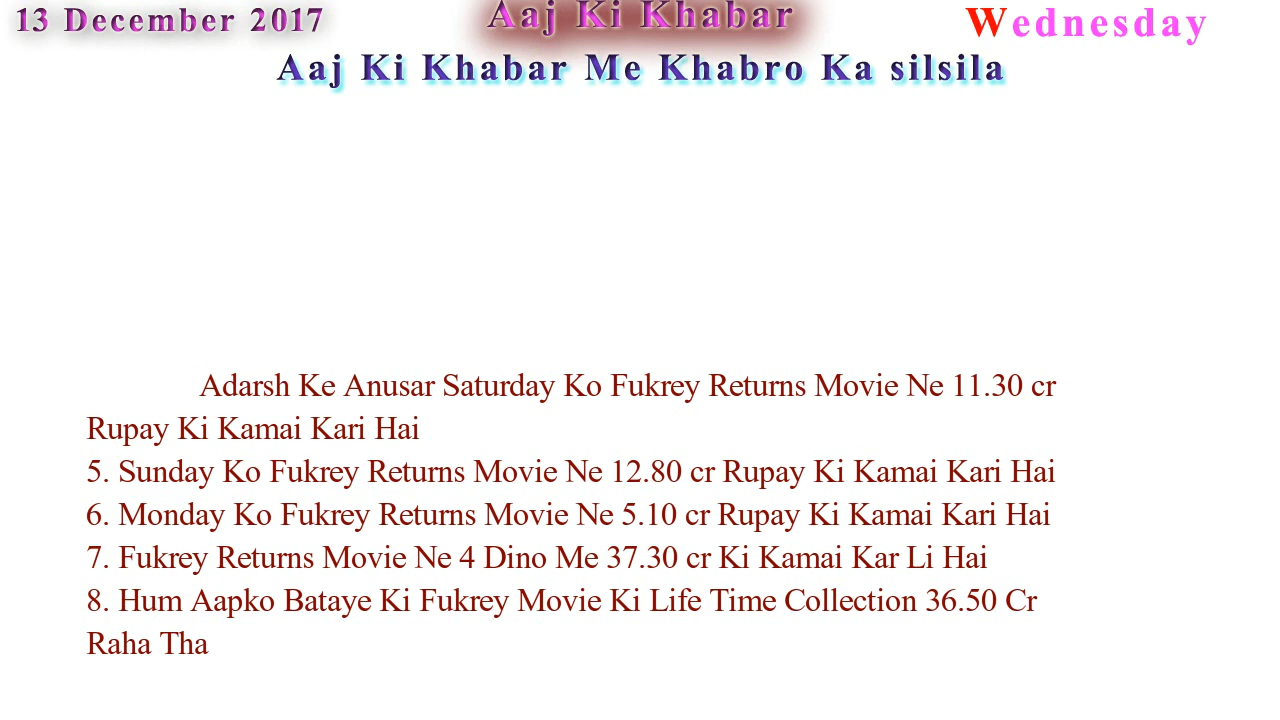 13 December 2017
Aaj Ki Khabar
Wednesday
Aaj Ki Khabar Me Khabro Ka silsila
Adarsh Ke Anusar Saturday Ko Fukrey Returns Movie Ne 11.30 cr
Rupay Ki Kamai Kari Hai
5. Sunday Ko Fukrey Returns Movie Ne 12.80 cr Rupay Ki Kamai Kari Hai
6. Monday Ko Fukrey Returns Movie Ne 5.10 cr Rupay Ki Kamai Kari Hai
7. Fukrey Returns Movie Ne 4 Dino Me 37.30 cr Ki Kamai Kar Li Hai
8. Hum Aapko Bataye Ki Fukrey Movie Ki Life Time Collection 36.50 Cr
Raha Tha